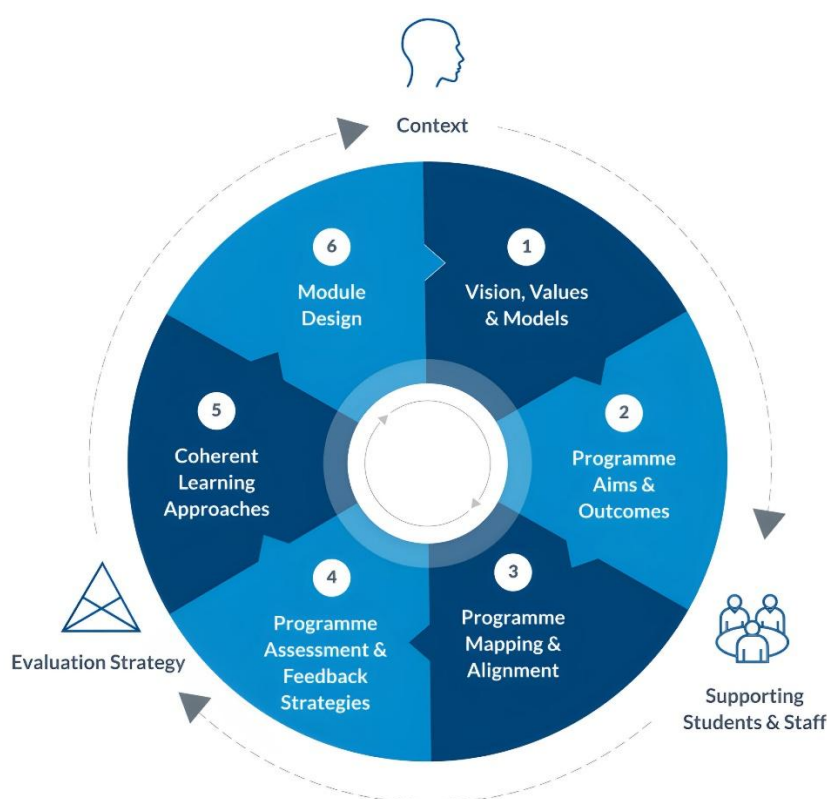 Context
1
Vision, Values
& Models
2
Programme
Aims &
Outcomes
3
Programme
Mapping &
Alignment
4
Programme
Assessment &
Feedback
Strategies
5
Coherent
Learning
Approaches
6
Module
Design
Supporting
Students & Staff
Evaluation Strategy